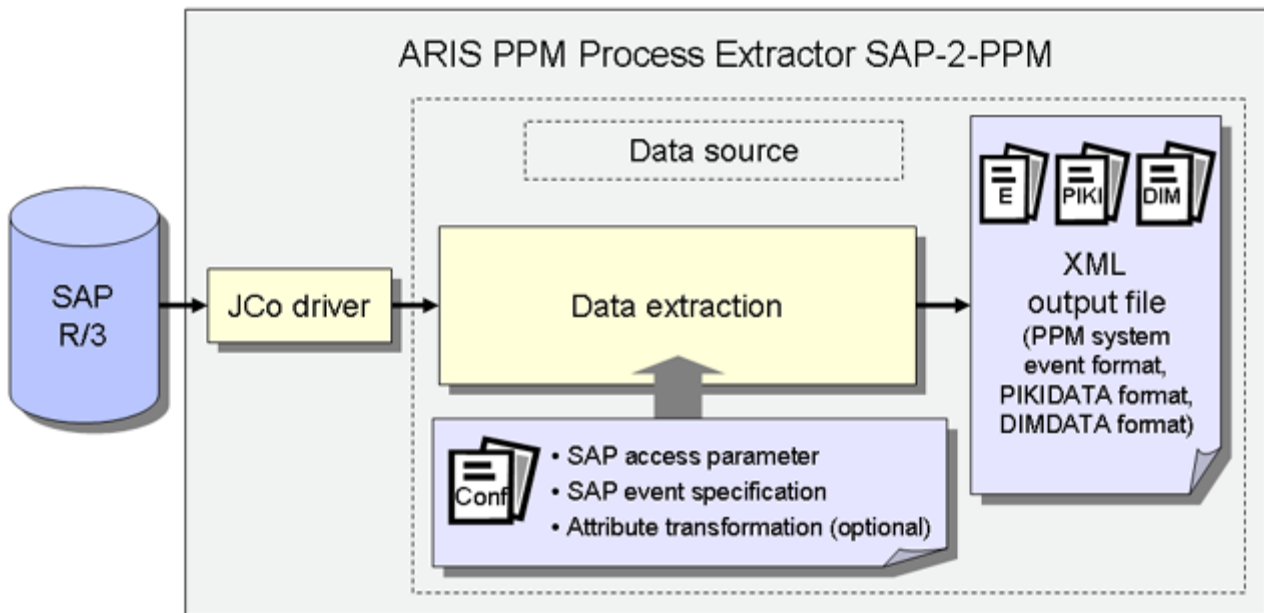 ARIS PPM Process Extractor SAP-2-PPM
Data source
SAP
R/3
JCo driver
Data extraction
E
PIKI
DIM
XML
output file
(PPM system
event format,
PIKIDATA format,
DIMDATA format)
Conf
• SAP access parameter
• SAP event specification
• Attribute transformation (optional)